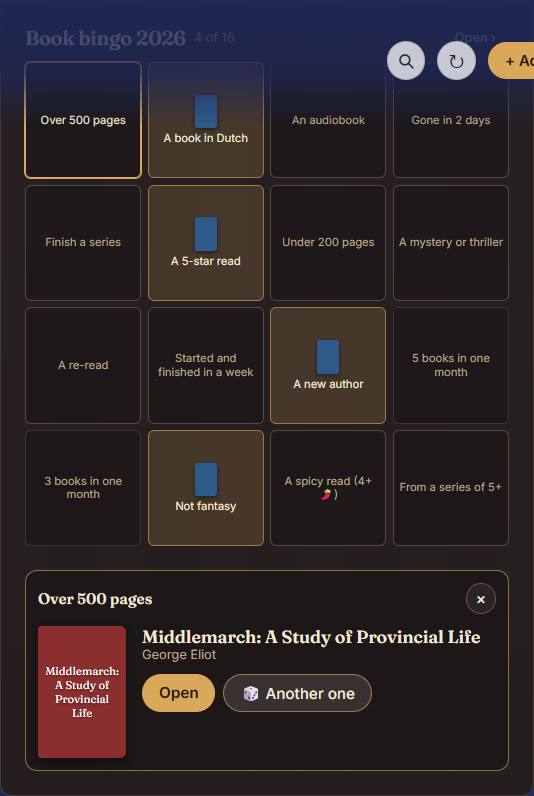 Book bingo 2026 4 of 16 Open ›
+ Ad
Over 500 pages
A book in Dutch
An audiobook
Gone in 2 days
Finish a series
A 5-star read
Under 200 pages
A mystery or thriller
A re-read
Started and
finished in a week
A new author
5 books in one
month
3 books in one
month
Not fantasy
A spicy read (4+
🌶️)
From a series of 5+
Over 500 pages
×
Middlemarch:
A Study of
Provincial
Life
Middlemarch: A Study of Provincial Life
George Eliot
Open
🎲 Another one